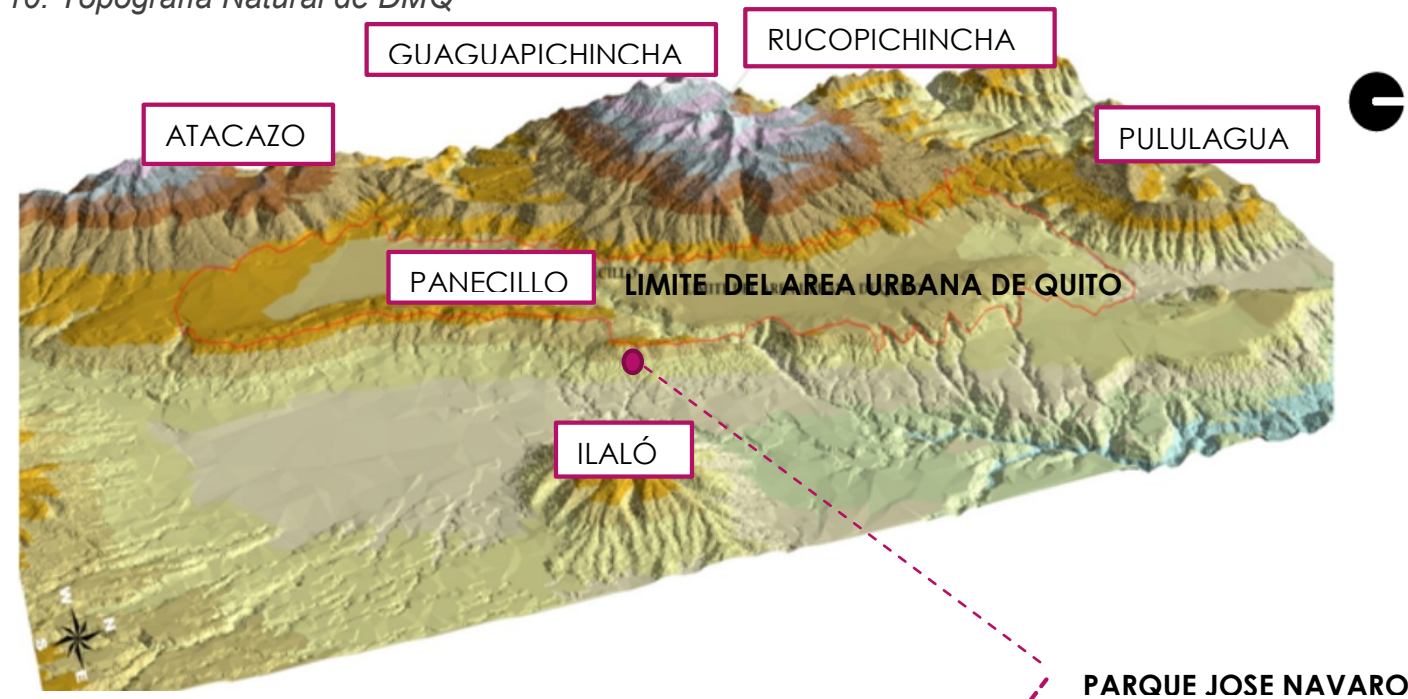 10. Topografía Natural de DMQ
GUAGUAPICHINCHA
RUCOPICHINCHA
ATACAZO
PULULAGUA
PANECILLO
LIMITE DEL AREA URBANA DE QUITO
ILALÓ
W
N
S
E
PARQUE JOSE NAVARO